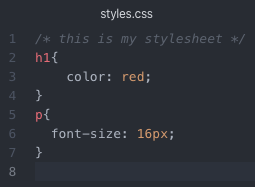 styles.css
1 /* this is my stylesheet */
2 h1{
3     color: red;
4 }
5 p{
6   font-size: 16px;
7 }
8